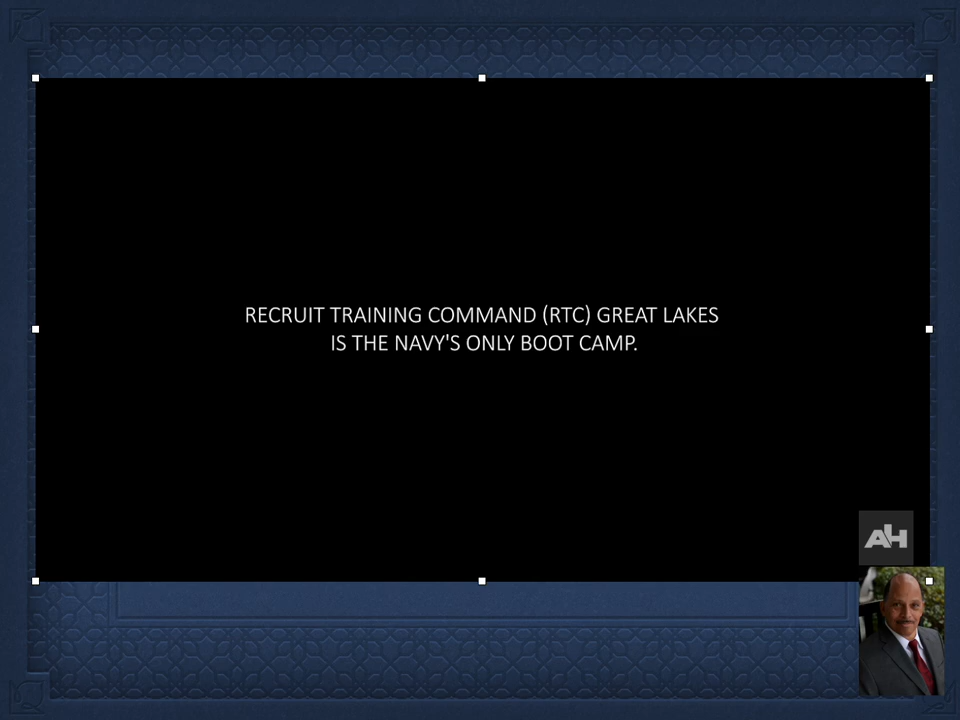 RECRUIT TRAINING COMMAND (RTC) GREAT LAKES
IS THE NAVY'S ONLY BOOT CAMP.
AH